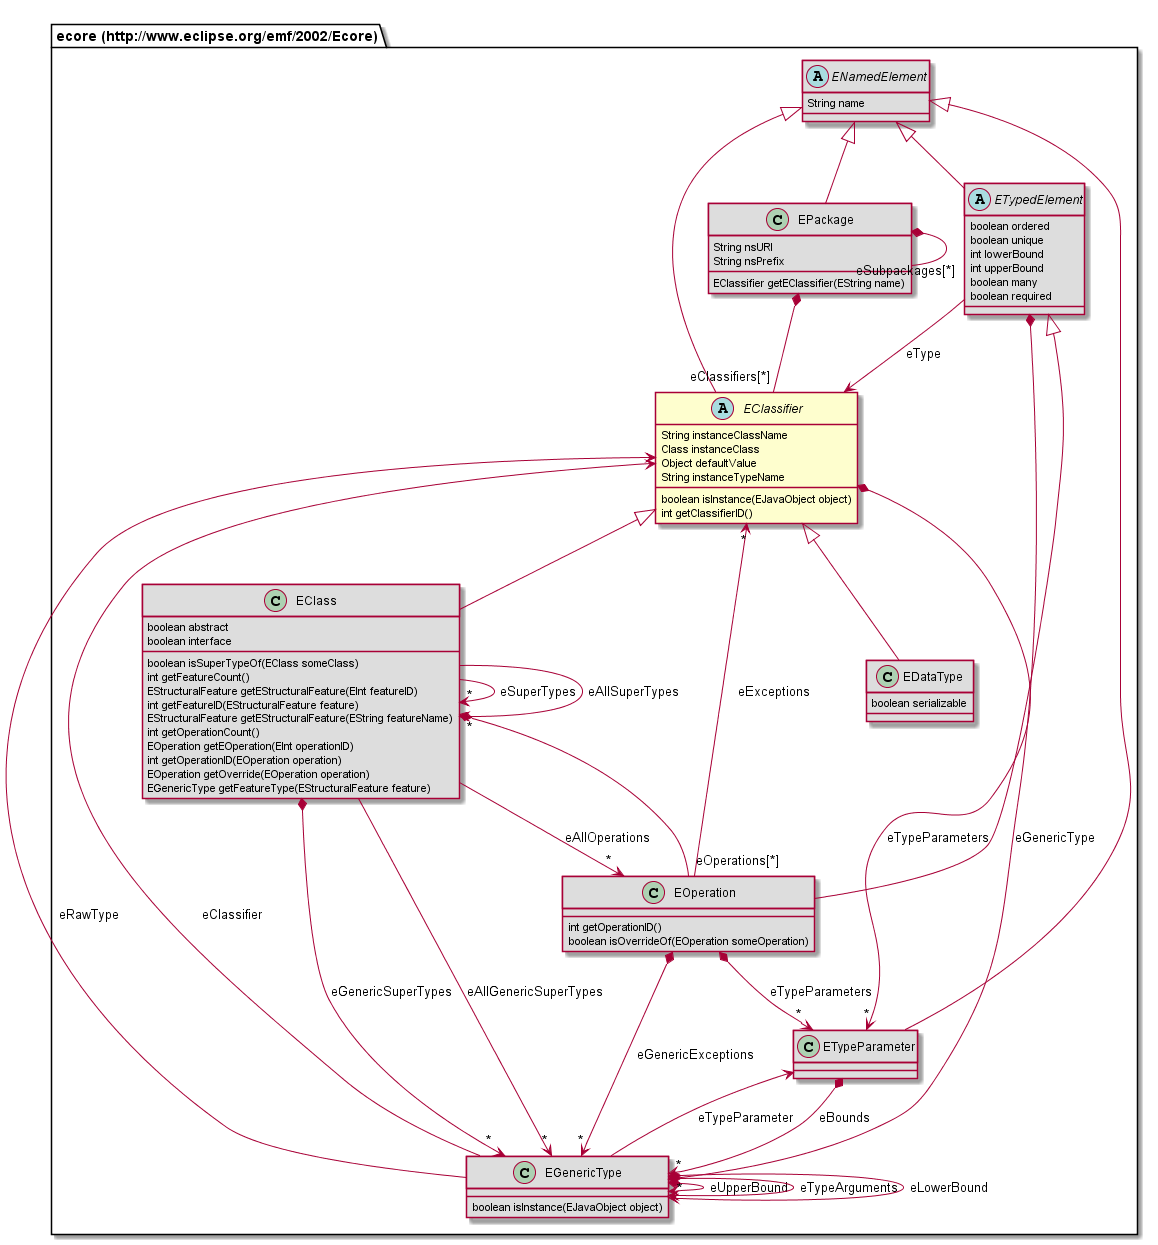 ecore (http://www.eclipse.org/emf/2002/Ecore)
A ENamedElement
String name
C EPackage
String nsURI
String nsPrefix
EClassifier getEClassifier(EString name)
eSubpackages[*]
A ETypedElement
boolean ordered
boolean unique
int lowerBound
int upperBound
boolean many
boolean required
eType
eClassifiers[*]
A EClassifier
String instanceClassName
Class instanceClass
Object defaultValue
String instanceTypeName
boolean isInstance(EJavaObject object)
int getClassifierID()
*
C EClass
boolean abstract
boolean interface
boolean isSuperTypeOf(EClass someClass)
int getFeatureCount()
EStructuralFeature getEStructuralFeature(EInt featureID)
int getFeatureID(EStructuralFeature feature)
EStructuralFeature getEStructuralFeature(EString featureName)
int getOperationCount()
EOperation getEOperation(EInt operationID)
int getOperationID(EOperation operation)
EOperation getOverride(EOperation operation)
EGenericType getFeatureType(EStructuralFeature feature)
*
eSuperTypes
*
eAllSuperTypes
eExceptions
C EDataType
boolean serializable
eAllOperations
*
eOperations[*]
eTypeParameters
eGenericType
C EOperation
int getOperationID()
boolean isOverrideOf(EOperation someOperation)
eRawType
eClassifier
eGenericSuperTypes
eAllGenericSuperTypes
eTypeParameters
*
*
C ETypeParameter
eGenericExceptions
eTypeParameter
eBounds
*
*
*
*
C EGenericType
boolean isInstance(EJavaObject object)
*
eUpperBound
eTypeArguments
eLowerBound